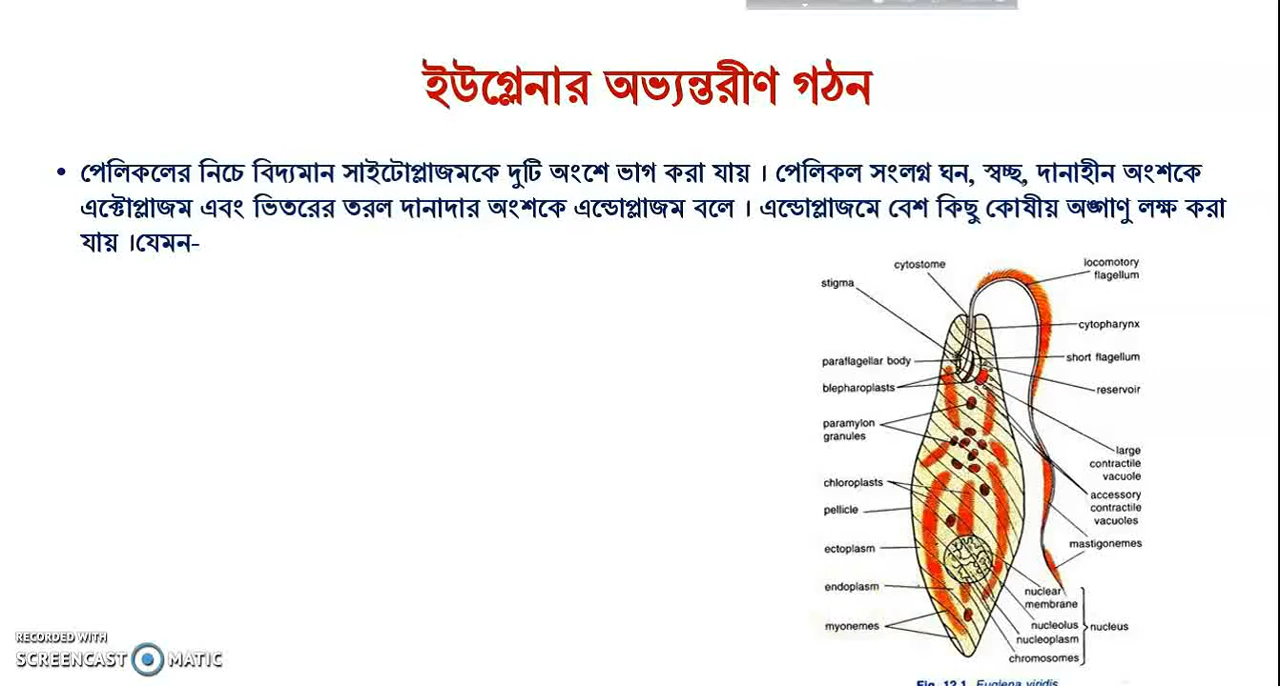 ইউগ্লেনার অভ্যন্তরীণ গঠন
• পেলিকলের নিচে বিদ্যমান সাইটোপ্লাজমকে দুটি অংশে ভাগ করা যায় । পেলিকল সংলগ্ন ঘন, স্বচ্ছ, দানাহীন অংশকে
এক্টোপ্লাজম এবং ভিতরের তরল দানাদার অংশকে এন্ডোপ্লাজম বলে । এন্ডোপ্লাজমে বেশ কিছু কোষীয় অঙ্গাণু লক্ষ করা
যায় ।যেমন-
cytostome
locomotory
flagellum
stigma
cytopharynx
paraflagellar body
short flagellum
blepharoplasts
reservoir
paramylon
granules
large
contractile
vacuole
chloroplasts
accessory
contractile
vacuoles
pellicle
mastigonemes
ectoplasm
endoplasm
nuclear
membrane
myonemes
nucleolus
nucleus
nucleoplasm
chromosomes
Fig. 12.1. Euglena viridis
RECORDED WITH
SCREENCAST MATIC